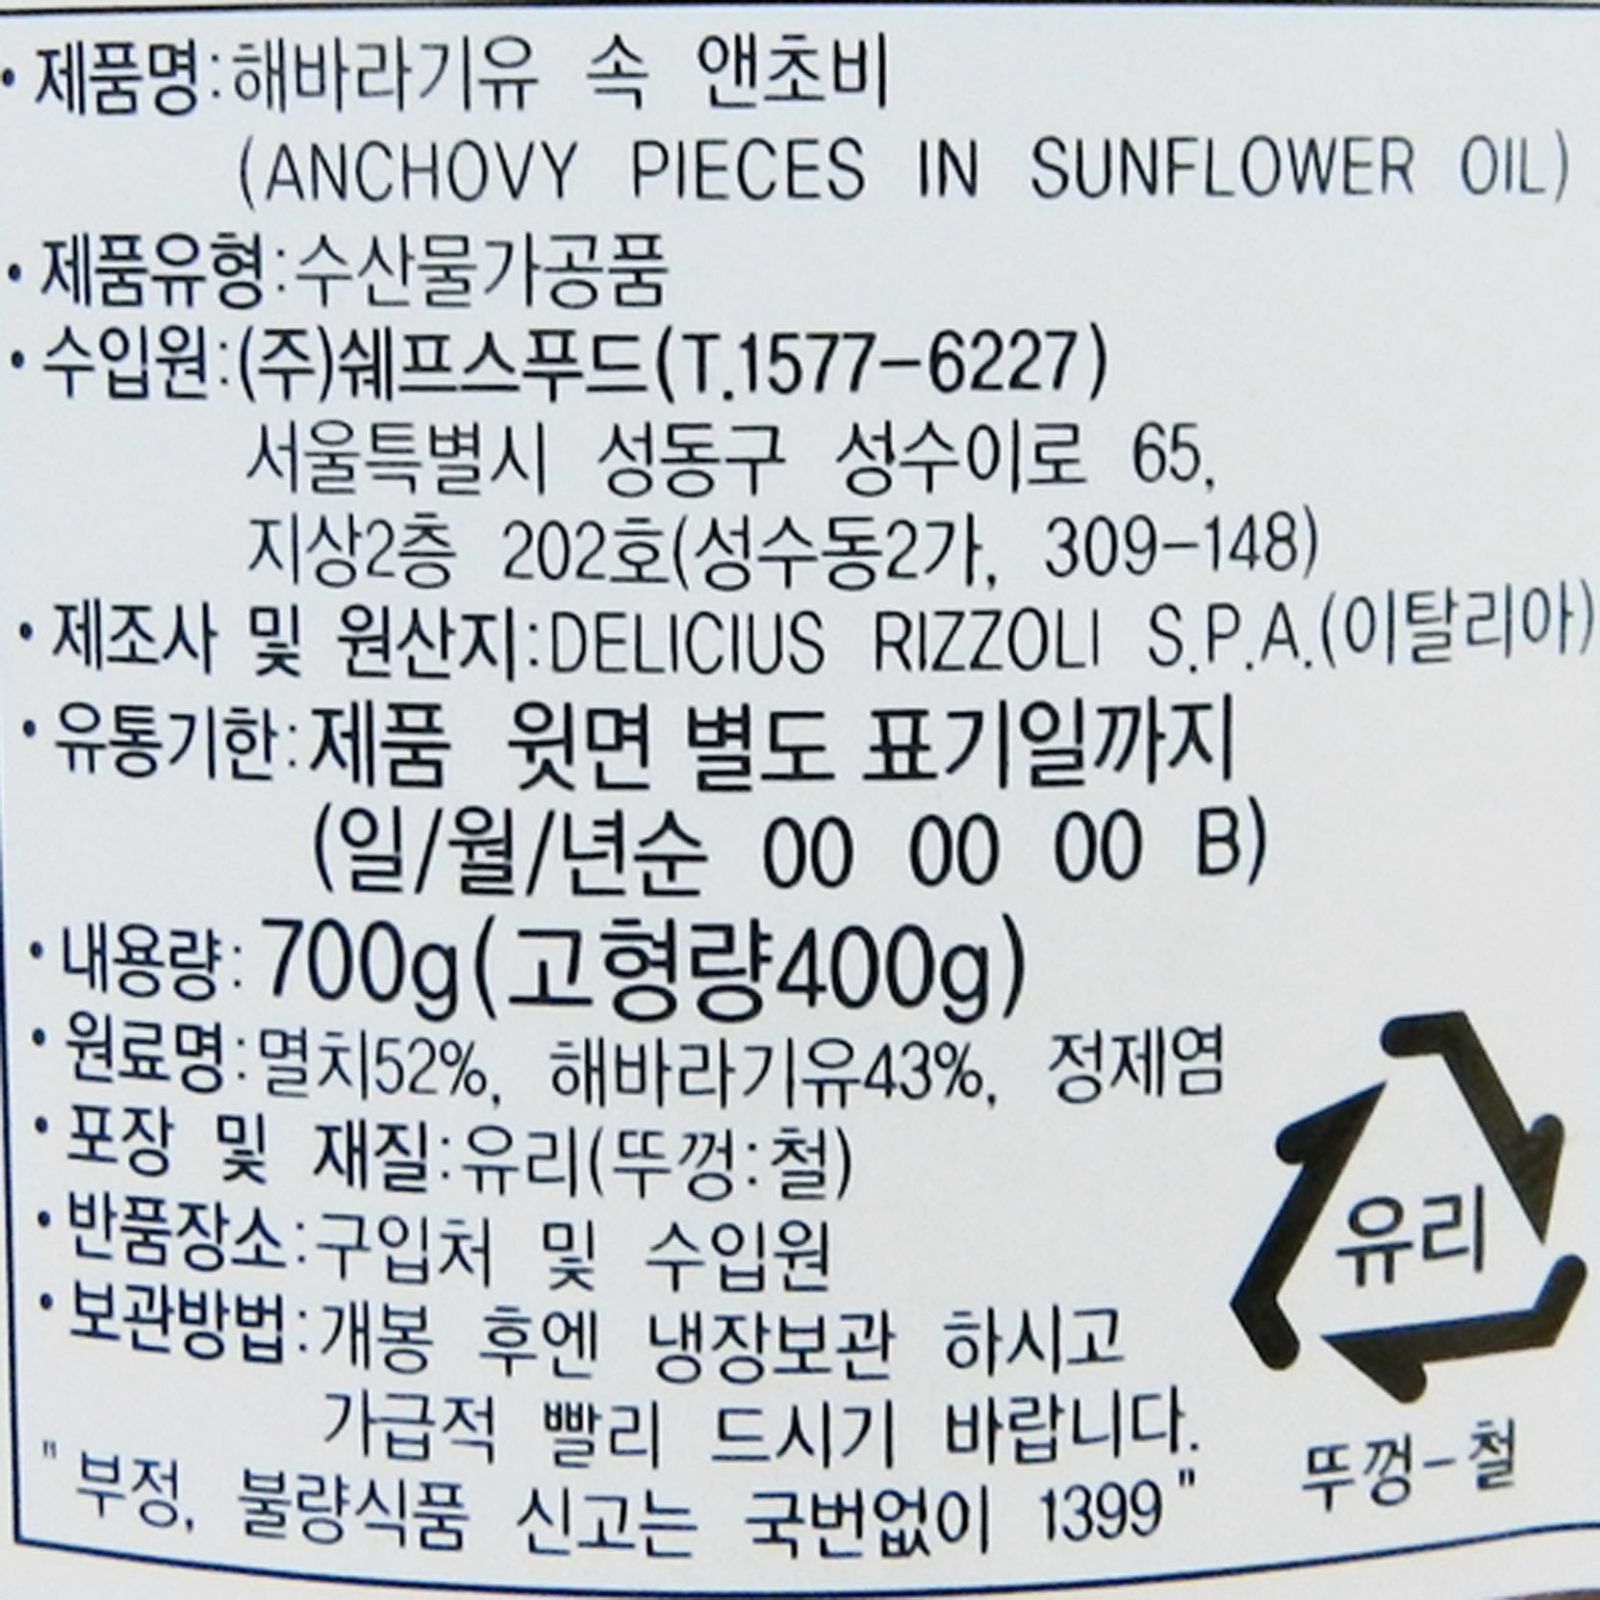 • 제품명:해바라기유 속 앤초비
(ANCHOVY PIECES IN SUNFLOWER OIL)
• 제품유형:수산물가공품
• 수입원:(주)쉐프스푸드(T.1577-6227)
서울특별시 성동구 성수이로 65,
지상2층 202호(성수동2가, 309-148)
• 제조사 및 원산지:DELICIUS RIZZOLI S.P.A.(이탈리아)
• 유통기한:제품 윗면 별도 표기일까지
(일/월/년순 00 00 00 B)
• 내용량:700g(고형량400g)
• 원료명:멸치52%, 해바라기유43%, 정제염
• 포장 및 재질:유리(뚜껑:철)
• 반품장소:구입처 및 수입원
• 보관방법:개봉 후엔 냉장보관 하시고
가급적 빨리 드시기 바랍니다.
"부정, 불량식품 신고는 국번없이 1399"
유리
뚜껑-철